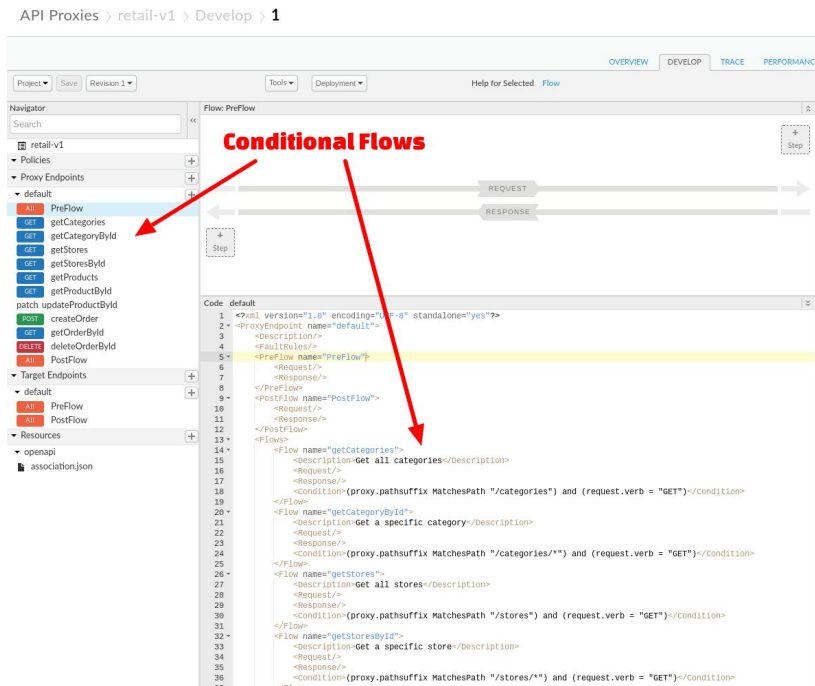 API Proxies > retail-v1 > Develop > 1
OVERVIEW DEVELOP TRACE PERFORMANC
Project Save Revision 1 Tools Deployment Help for Selected Flow
Navigator
Search
retail-v1
Policies
Proxy Endpoints
default
All PreFlow
GET getCategories
GET getCategoryById
GET getStores
GET getStoresById
GET getProducts
GET getProductById
patch updateProductById
POST createOrder
GET getOrderById
DELETE deleteOrderById
All PostFlow
Target Endpoints
default
All PreFlow
All PostFlow
Resources
openapi
association.json
Flow: PreFlow
Conditional Flows
+
Step
REQUEST
RESPONSE
+
Step
Code default
1 <?xml version="1.0" encoding="UTF-8" standalone="yes"?>
2 <ProxyEndpoint name="default">
3 <Description/>
4 <FaultRules/>
5 <PreFlow name="PreFlow">
6 <Request/>
7 <Response/>
8 </PreFlow>
9 <PostFlow name="PostFlow">
10 <Request/>
11 <Response/>
12 </PostFlow>
13 <Flows>
14 <Flow name="getCategories">
15 <Description>Get all categories</Description>
16 <Request/>
17 <Response/>
18 <Condition>(proxy.pathsuffix MatchesPath "/categories") and (request.verb = "GET")</Condition>
19 </Flow>
20 <Flow name="getCategoryById">
21 <Description>Get a specific category</Description>
22 <Request/>
23 <Response/>
24 <Condition>(proxy.pathsuffix MatchesPath "/categories/*") and (request.verb = "GET")</Condition>
25 </Flow>
26 <Flow name="getStores">
27 <Description>Get all stores</Description>
28 <Request/>
29 <Response/>
30 <Condition>(proxy.pathsuffix MatchesPath "/stores") and (request.verb = "GET")</Condition>
31 </Flow>
32 <Flow name="getStoresById">
33 <Description>Get a specific store</Description>
34 <Request/>
35 <Response/>
36 <Condition>(proxy.pathsuffix MatchesPath "/stores/*") and (request.verb = "GET")</Condition>